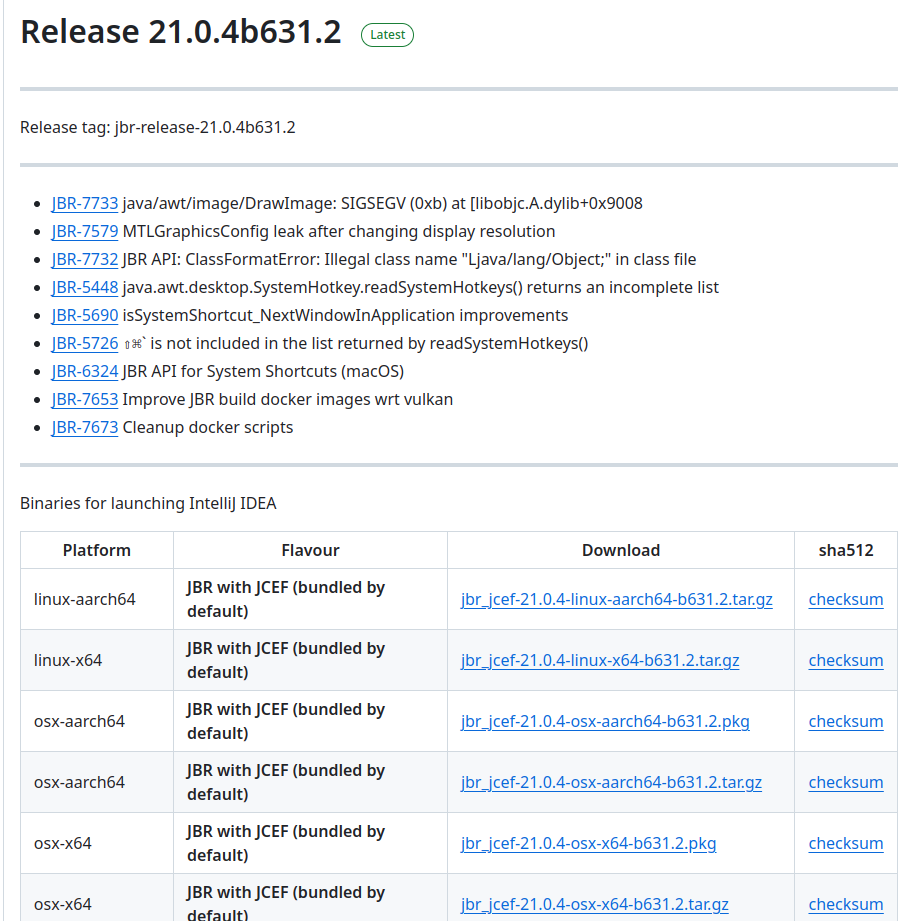 Release 21.0.4b631.2 Latest
Release tag: jbr-release-21.0.4b631.2
JBR-7733 java/awt/image/DrawImage: SIGSEGV (0xb) at [libobjc.A.dylib+0x9008
JBR-7579 MTLGraphicsConfig leak after changing display resolution
JBR-7732 JBR API: ClassFormatError: Illegal class name "Ljava/lang/Object;" in class file
JBR-5448 java.awt.desktop.SystemHotkey.readSystemHotkeys() returns an incomplete list
JBR-5690 isSystemShortcut_NextWindowInApplication improvements
JBR-5726 ⇧⌘` is not included in the list returned by readSystemHotkeys()
JBR-6324 JBR API for System Shortcuts (macOS)
JBR-7653 Improve JBR build docker images wrt vulkan
JBR-7673 Cleanup docker scripts
Binaries for launching IntelliJ IDEA
Platform Flavour Download sha512
linux-aarch64 JBR with JCEF (bundled by
default) jbr_jcef-21.0.4-linux-aarch64-b631.2.tar.gz checksum
linux-x64 JBR with JCEF (bundled by
default) jbr_jcef-21.0.4-linux-x64-b631.2.tar.gz checksum
osx-aarch64 JBR with JCEF (bundled by
default) jbr_jcef-21.0.4-osx-aarch64-b631.2.pkg checksum
osx-aarch64 JBR with JCEF (bundled by
default) jbr_jcef-21.0.4-osx-aarch64-b631.2.tar.gz checksum
osx-x64 JBR with JCEF (bundled by
default) jbr_jcef-21.0.4-osx-x64-b631.2.pkg checksum
osx-x64 JBR with JCEF (bundled by
default) jbr_jcef-21.0.4-osx-x64-b631.2.tar.gz checksum